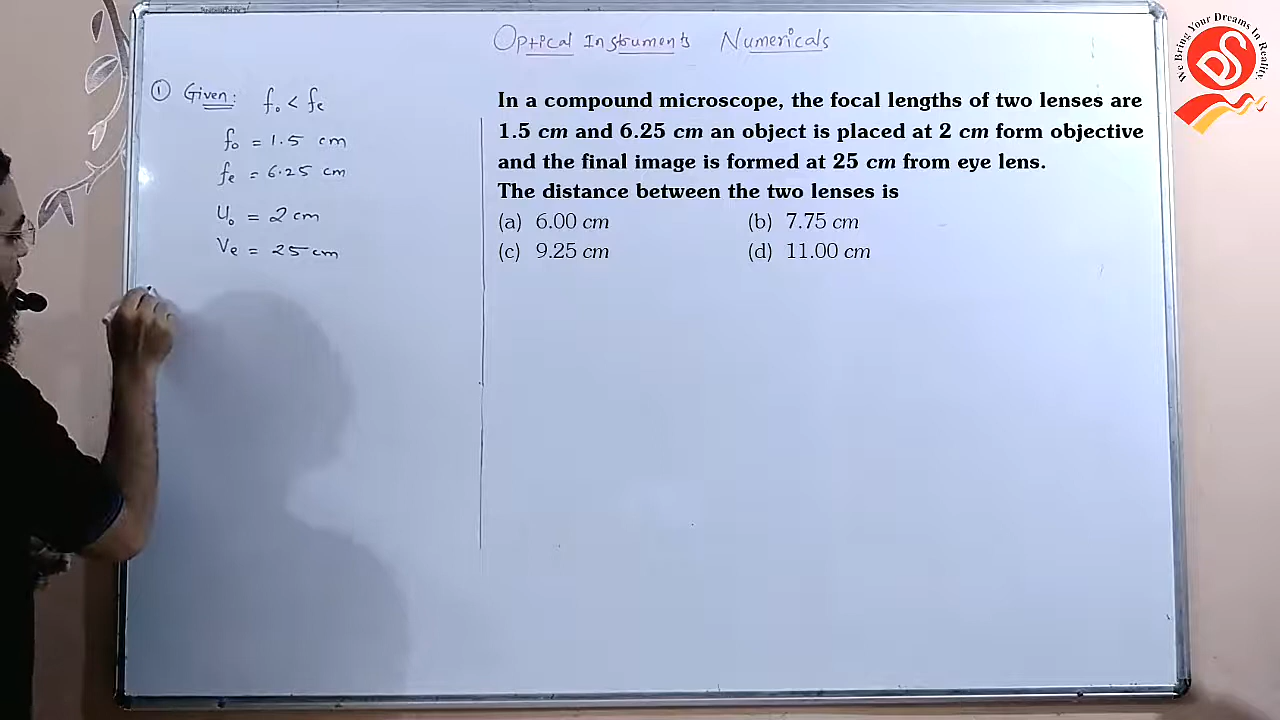 Optical Instruments Numericals
① Given: fo < fe
fo = 1.5 cm
fe = 6.25 cm
Uo = 2 cm
Ve = 25 cm
In a compound microscope, the focal lengths of two lenses are
1.5 cm and 6.25 cm an object is placed at 2 cm form objective
and the final image is formed at 25 cm from eye lens.
The distance between the two lenses is
(a) 6.00 cm (b) 7.75 cm
(c) 9.25 cm (d) 11.00 cm
We Bring Your Dreams In Reality
DS